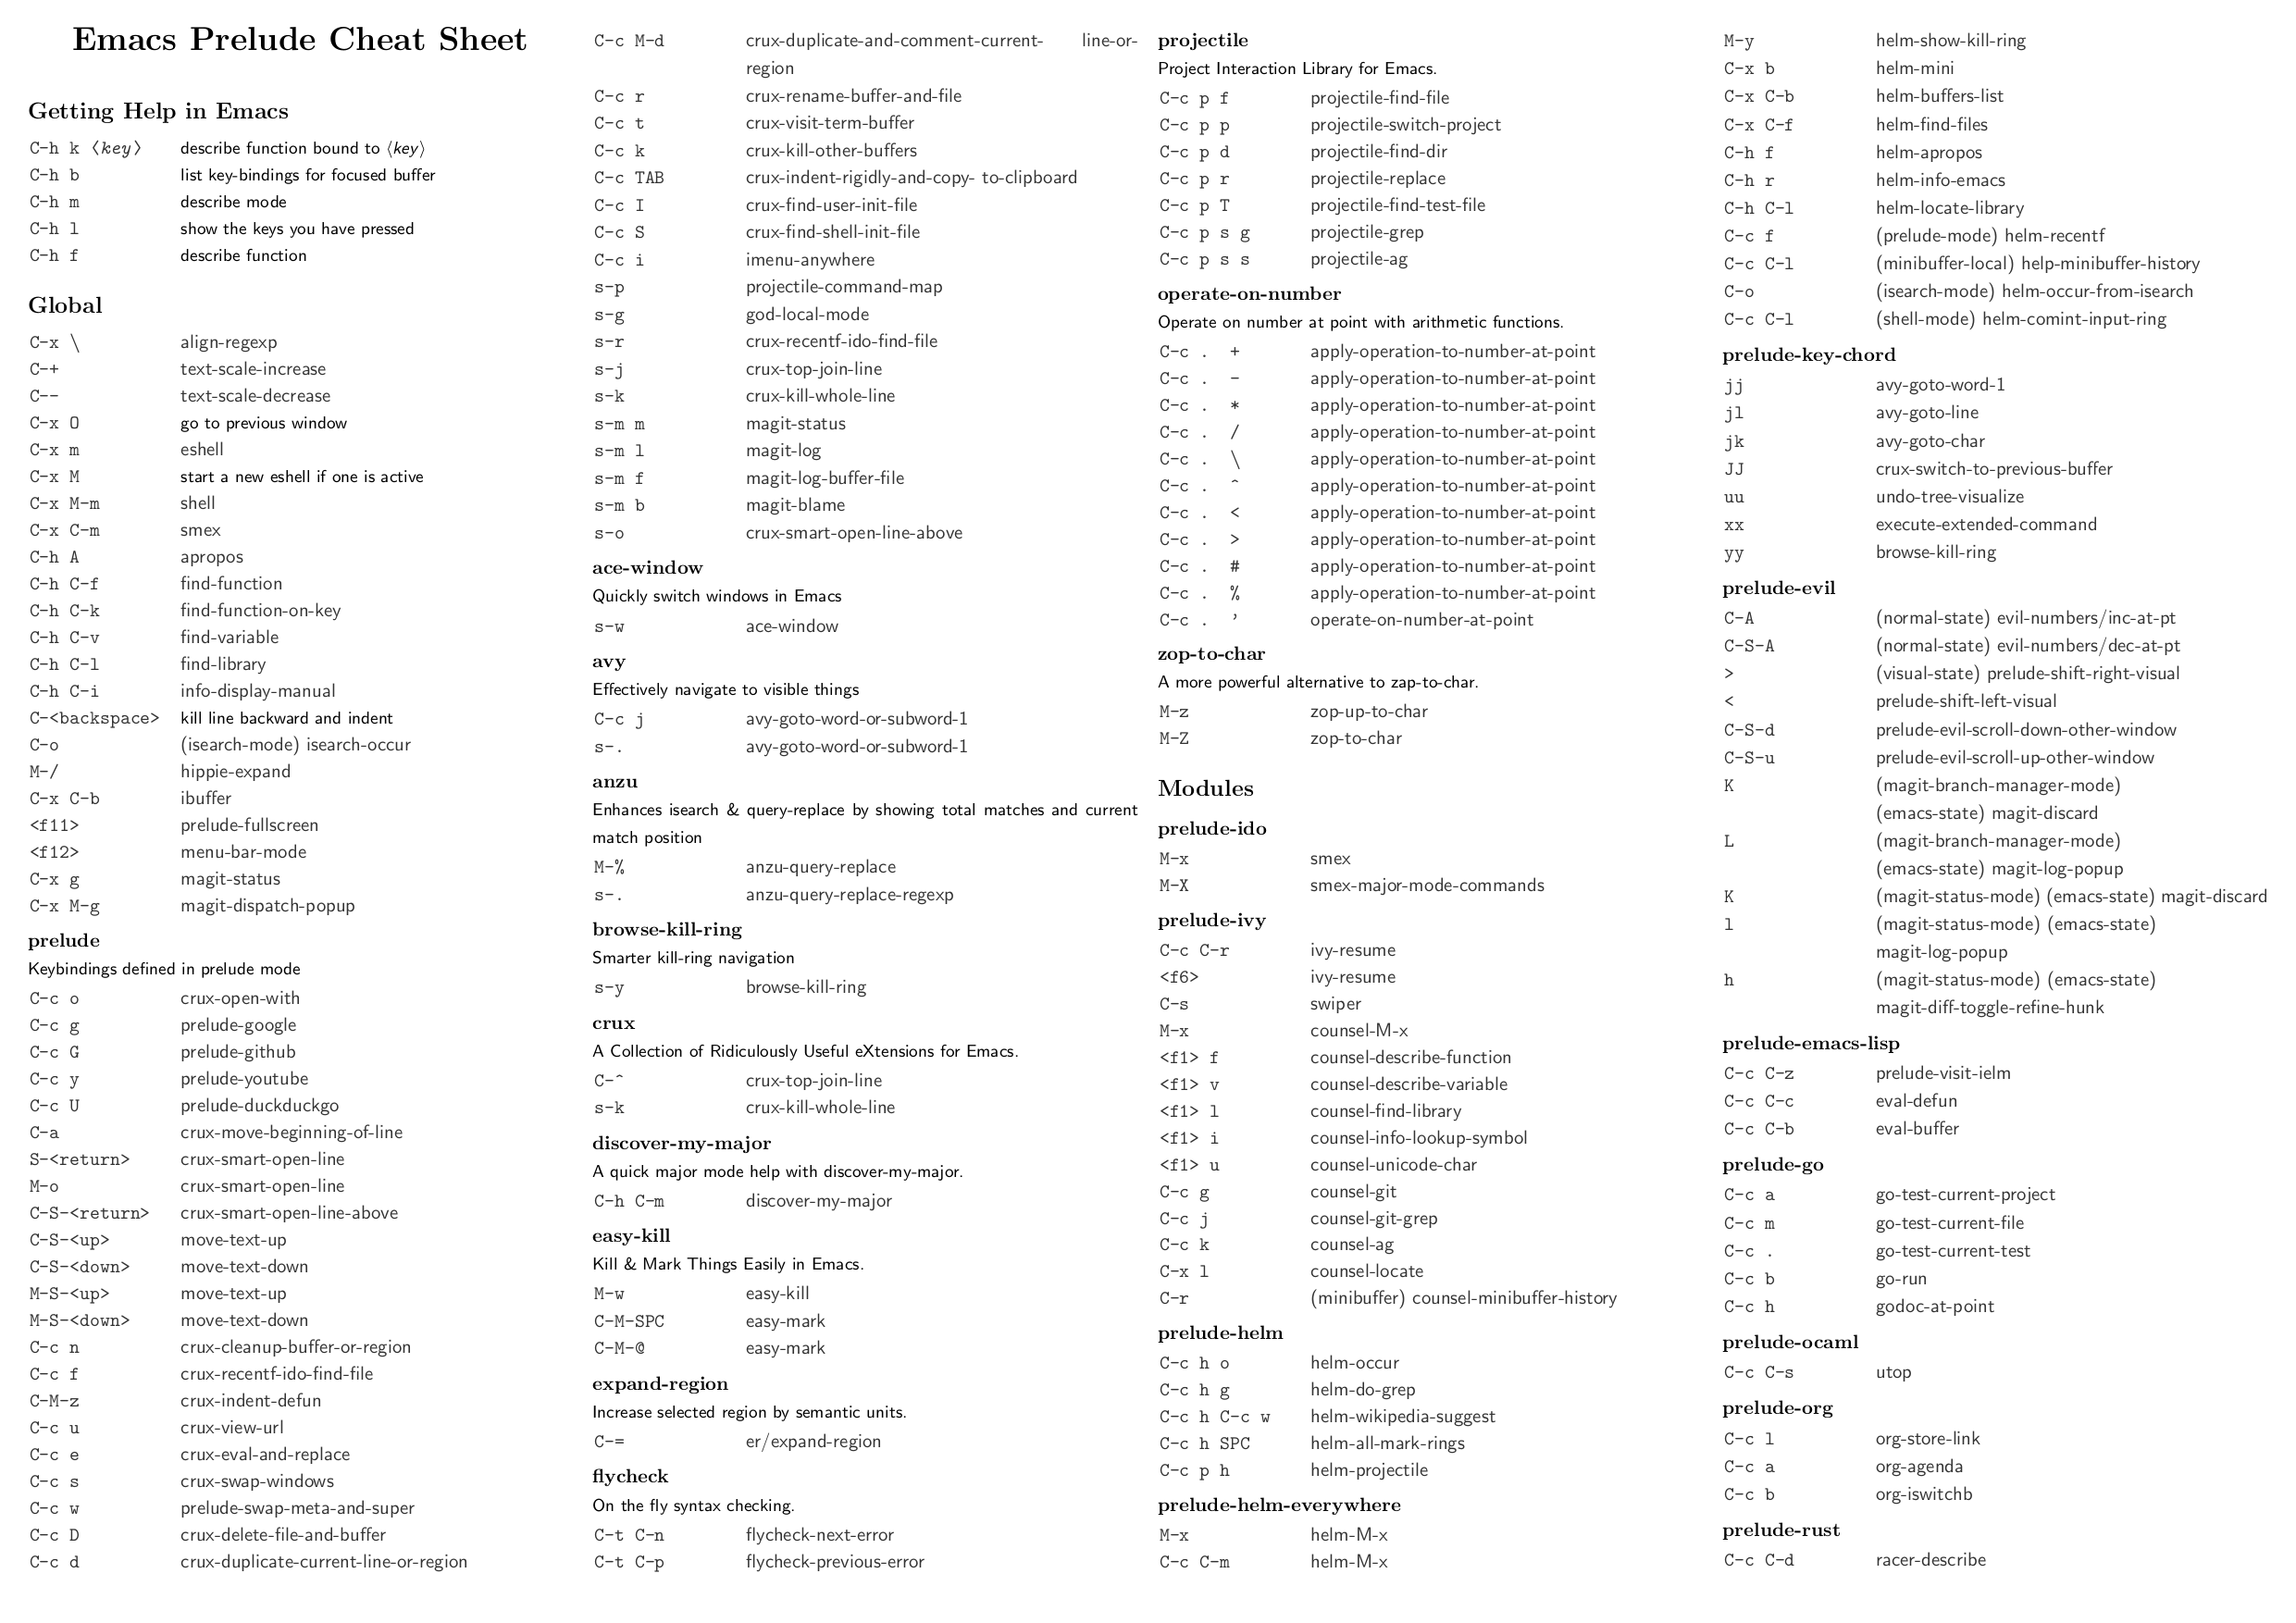 Emacs Prelude Cheat Sheet
Getting Help in Emacs
C-h k ⟨key⟩ describe function bound to ⟨key⟩
C-h b list key-bindings for focused buffer
C-h m describe mode
C-h l show the keys you have pressed
C-h f describe function
Global
C-x \ align-regexp
C-+ text-scale-increase
C-- text-scale-decrease
C-x O go to previous window
C-x m eshell
C-x M start a new eshell if one is active
C-x M-m shell
C-x C-m smex
C-h A apropos
C-h C-f find-function
C-h C-k find-function-on-key
C-h C-v find-variable
C-h C-l find-library
C-h C-i info-display-manual
C-<backspace> kill line backward and indent
C-o (isearch-mode) isearch-occur
M-/ hippie-expand
C-x C-b ibuffer
<f11> prelude-fullscreen
<f12> menu-bar-mode
C-x g magit-status
C-x M-g magit-dispatch-popup
prelude
Keybindings defined in prelude mode
C-c o crux-open-with
C-c g prelude-google
C-c G prelude-github
C-c y prelude-youtube
C-c U prelude-duckduckgo
C-a crux-move-beginning-of-line
S-<return> crux-smart-open-line
M-o crux-smart-open-line
C-S-<return> crux-smart-open-line-above
C-S-<up> move-text-up
C-S-<down> move-text-down
M-S-<up> move-text-up
M-S-<down> move-text-down
C-c n crux-cleanup-buffer-or-region
C-c f crux-recentf-ido-find-file
C-M-z crux-indent-defun
C-c u crux-view-url
C-c e crux-eval-and-replace
C-c s crux-swap-windows
C-c w prelude-swap-meta-and-super
C-c D crux-delete-file-and-buffer
C-c d crux-duplicate-current-line-or-region
C-c M-d crux-duplicate-and-comment-current- line-or-
region
C-c r crux-rename-buffer-and-file
C-c t crux-visit-term-buffer
C-c k crux-kill-other-buffers
C-c TAB crux-indent-rigidly-and-copy- to-clipboard
C-c I crux-find-user-init-file
C-c S crux-find-shell-init-file
C-c i imenu-anywhere
s-p projectile-command-map
s-g god-local-mode
s-r crux-recentf-ido-find-file
s-j crux-top-join-line
s-k crux-kill-whole-line
s-m m magit-status
s-m l magit-log
s-m f magit-log-buffer-file
s-m b magit-blame
s-o crux-smart-open-line-above
ace-window
Quickly switch windows in Emacs
s-w ace-window
avy
Effectively navigate to visible things
C-c j avy-goto-word-or-subword-1
s-. avy-goto-word-or-subword-1
anzu
Enhances isearch & query-replace by showing total matches and current
match position
M-% anzu-query-replace
s-. anzu-query-replace-regexp
browse-kill-ring
Smarter kill-ring navigation
s-y browse-kill-ring
crux
A Collection of Ridiculously Useful eXtensions for Emacs.
C-^ crux-top-join-line
s-k crux-kill-whole-line
discover-my-major
A quick major mode help with discover-my-major.
C-h C-m discover-my-major
easy-kill
Kill & Mark Things Easily in Emacs.
M-w easy-kill
C-M-SPC easy-mark
C-M-@ easy-mark
expand-region
Increase selected region by semantic units.
C-= er/expand-region
flycheck
On the fly syntax checking.
C-t C-n flycheck-next-error
C-t C-p flycheck-previous-error
projectile
Project Interaction Library for Emacs.
C-c p f projectile-find-file
C-c p p projectile-switch-project
C-c p d projectile-find-dir
C-c p r projectile-replace
C-c p T projectile-find-test-file
C-c p s g projectile-grep
C-c p s s projectile-ag
operate-on-number
Operate on number at point with arithmetic functions.
C-c . + apply-operation-to-number-at-point
C-c . - apply-operation-to-number-at-point
C-c . * apply-operation-to-number-at-point
C-c . / apply-operation-to-number-at-point
C-c . \ apply-operation-to-number-at-point
C-c . ^ apply-operation-to-number-at-point
C-c . < apply-operation-to-number-at-point
C-c . > apply-operation-to-number-at-point
C-c . # apply-operation-to-number-at-point
C-c . % apply-operation-to-number-at-point
C-c . ’ operate-on-number-at-point
zop-to-char
A more powerful alternative to zap-to-char.
M-z zop-up-to-char
M-Z zop-to-char
Modules
prelude-ido
M-x smex
M-X smex-major-mode-commands
prelude-ivy
C-c C-r ivy-resume
<f6> ivy-resume
C-s swiper
M-x counsel-M-x
<f1> f counsel-describe-function
<f1> v counsel-describe-variable
<f1> l counsel-find-library
<f1> i counsel-info-lookup-symbol
<f1> u counsel-unicode-char
C-c g counsel-git
C-c j counsel-git-grep
C-c k counsel-ag
C-x l counsel-locate
C-r (minibuffer) counsel-minibuffer-history
prelude-helm
C-c h o helm-occur
C-c h g helm-do-grep
C-c h C-c w helm-wikipedia-suggest
C-c h SPC helm-all-mark-rings
C-c p h helm-projectile
prelude-helm-everywhere
M-x helm-M-x
C-c C-m helm-M-x
M-y helm-show-kill-ring
C-x b helm-mini
C-x C-b helm-buffers-list
C-x C-f helm-find-files
C-h f helm-apropos
C-h r helm-info-emacs
C-h C-l helm-locate-library
C-c f (prelude-mode) helm-recentf
C-c C-l (minibuffer-local) help-minibuffer-history
C-o (isearch-mode) helm-occur-from-isearch
C-c C-l (shell-mode) helm-comint-input-ring
prelude-key-chord
jj avy-goto-word-1
jl avy-goto-line
jk avy-goto-char
JJ crux-switch-to-previous-buffer
uu undo-tree-visualize
xx execute-extended-command
yy browse-kill-ring
prelude-evil
C-A (normal-state) evil-numbers/inc-at-pt
C-S-A (normal-state) evil-numbers/dec-at-pt
> (visual-state) prelude-shift-right-visual
< prelude-shift-left-visual
C-S-d prelude-evil-scroll-down-other-window
C-S-u prelude-evil-scroll-up-other-window
K (magit-branch-manager-mode)
(emacs-state) magit-discard
L (magit-branch-manager-mode)
(emacs-state) magit-log-popup
K (magit-status-mode) (emacs-state) magit-discard
l (magit-status-mode) (emacs-state)
magit-log-popup
h (magit-status-mode) (emacs-state)
magit-diff-toggle-refine-hunk
prelude-emacs-lisp
C-c C-z prelude-visit-ielm
C-c C-c eval-defun
C-c C-b eval-buffer
prelude-go
C-c a go-test-current-project
C-c m go-test-current-file
C-c . go-test-current-test
C-c b go-run
C-c h godoc-at-point
prelude-ocaml
C-c C-s utop
prelude-org
C-c l org-store-link
C-c a org-agenda
C-c b org-iswitchb
prelude-rust
C-c C-d racer-describe